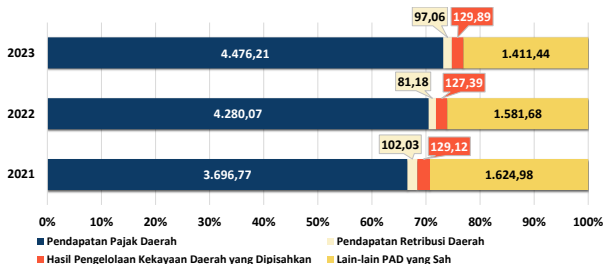 97,06 129,89
2023 4.476,21 1.411,44
81,18 127,39
2022 4.280,07 1.581,68
102,03 129,12
2021 3.696,77 1.624,98
0% 10% 20% 30% 40% 50% 60% 70% 80% 90% 100%
Pendapatan Pajak Daerah Pendapatan Retribusi Daerah
Hasil Pengelolaan Kekayaan Daerah yang Dipisahkan Lain-lain PAD yang Sah